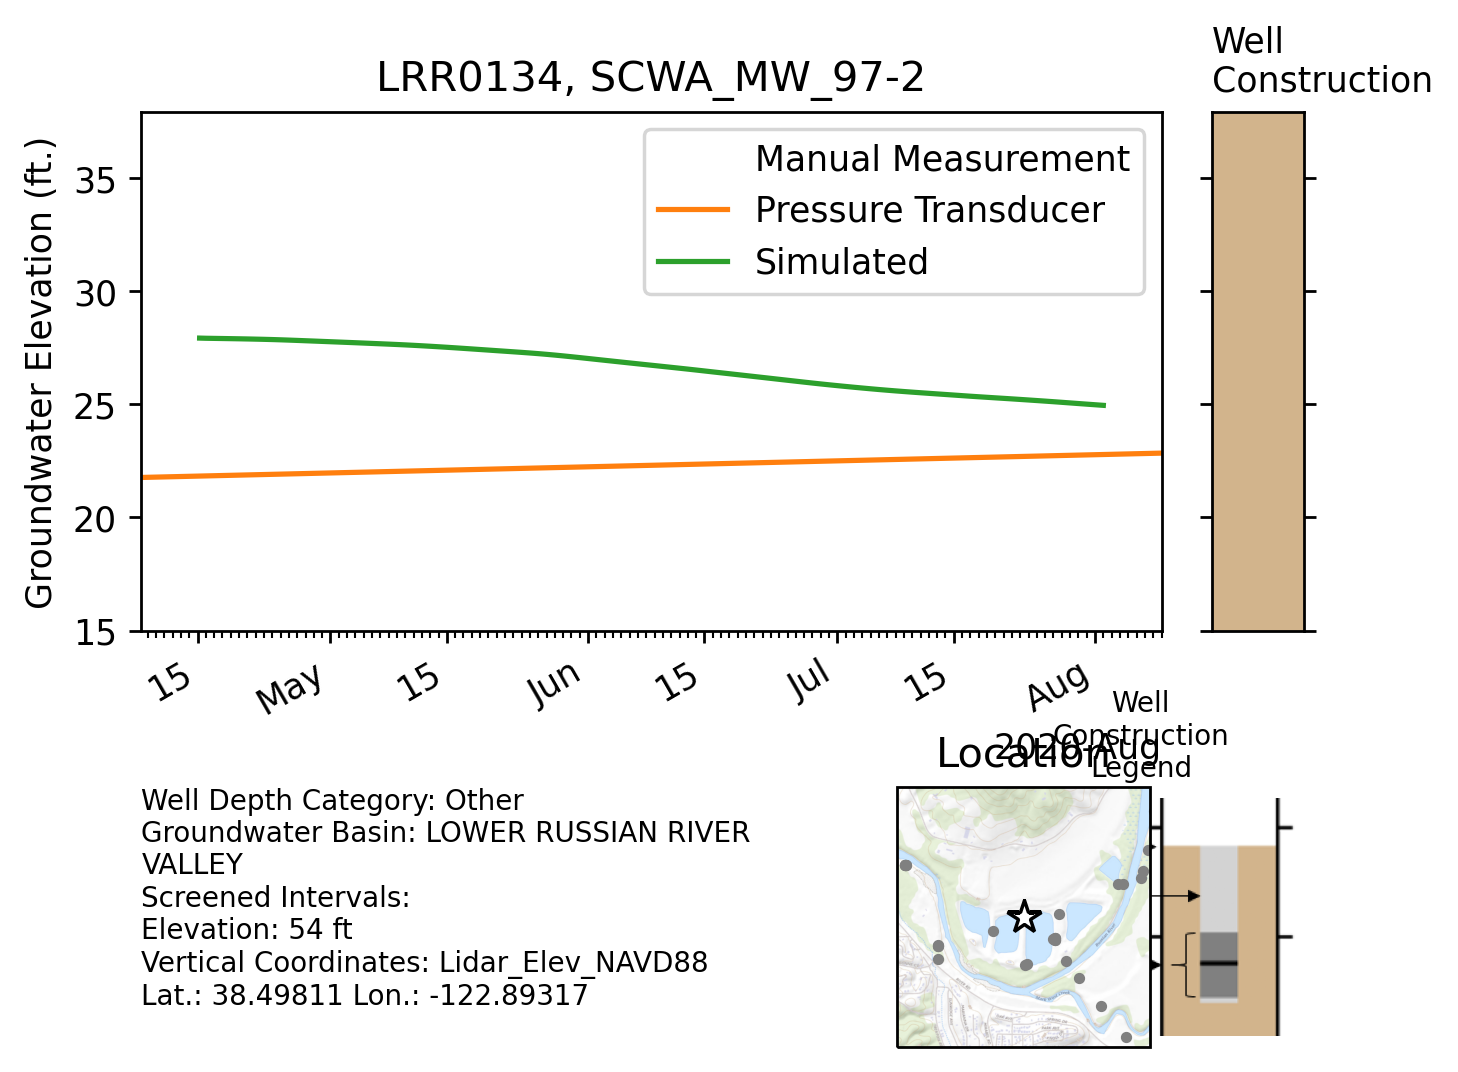 Well
Construction
LRR0134, SCWA_MW_97-2
Groundwater Elevation (ft.)
35
30
25
20
15
Manual Measurement
Pressure Transducer
Simulated
15
May
15
Jun
15
Jul
15
Aug
2020-Aug
Location
Well
Construction
Legend
Well Depth Category: Other
Groundwater Basin: LOWER RUSSIAN RIVER
VALLEY
Screened Intervals:
Elevation: 54 ft
Vertical Coordinates: Lidar_Elev_NAVD88
Lat.: 38.49811 Lon.: -122.89317